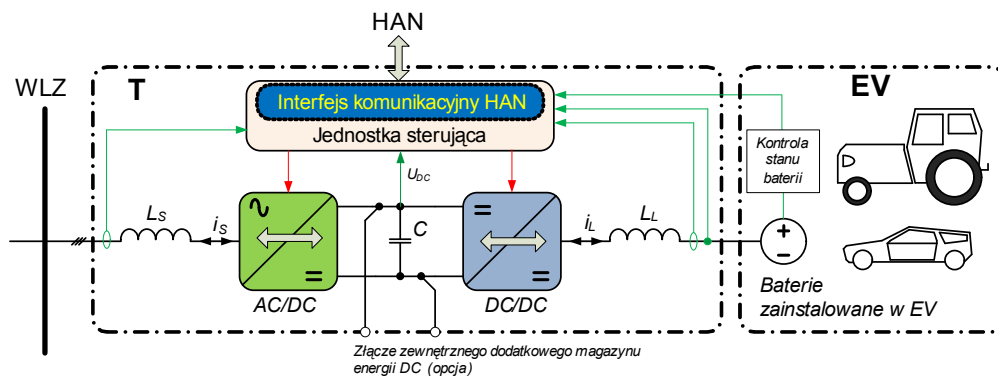 HAN
WLZ
T
EV
Interfejs komunikacyjny HAN
Jednostka sterująca
Kontrola
stanu
baterii
U_DC
L_S
i_S
C
i_L
L_L
AC/DC
DC/DC
Baterie
zainstalowane w EV
Złącze zewnętrznego dodatkowego magazynu
energii DC (opcja)